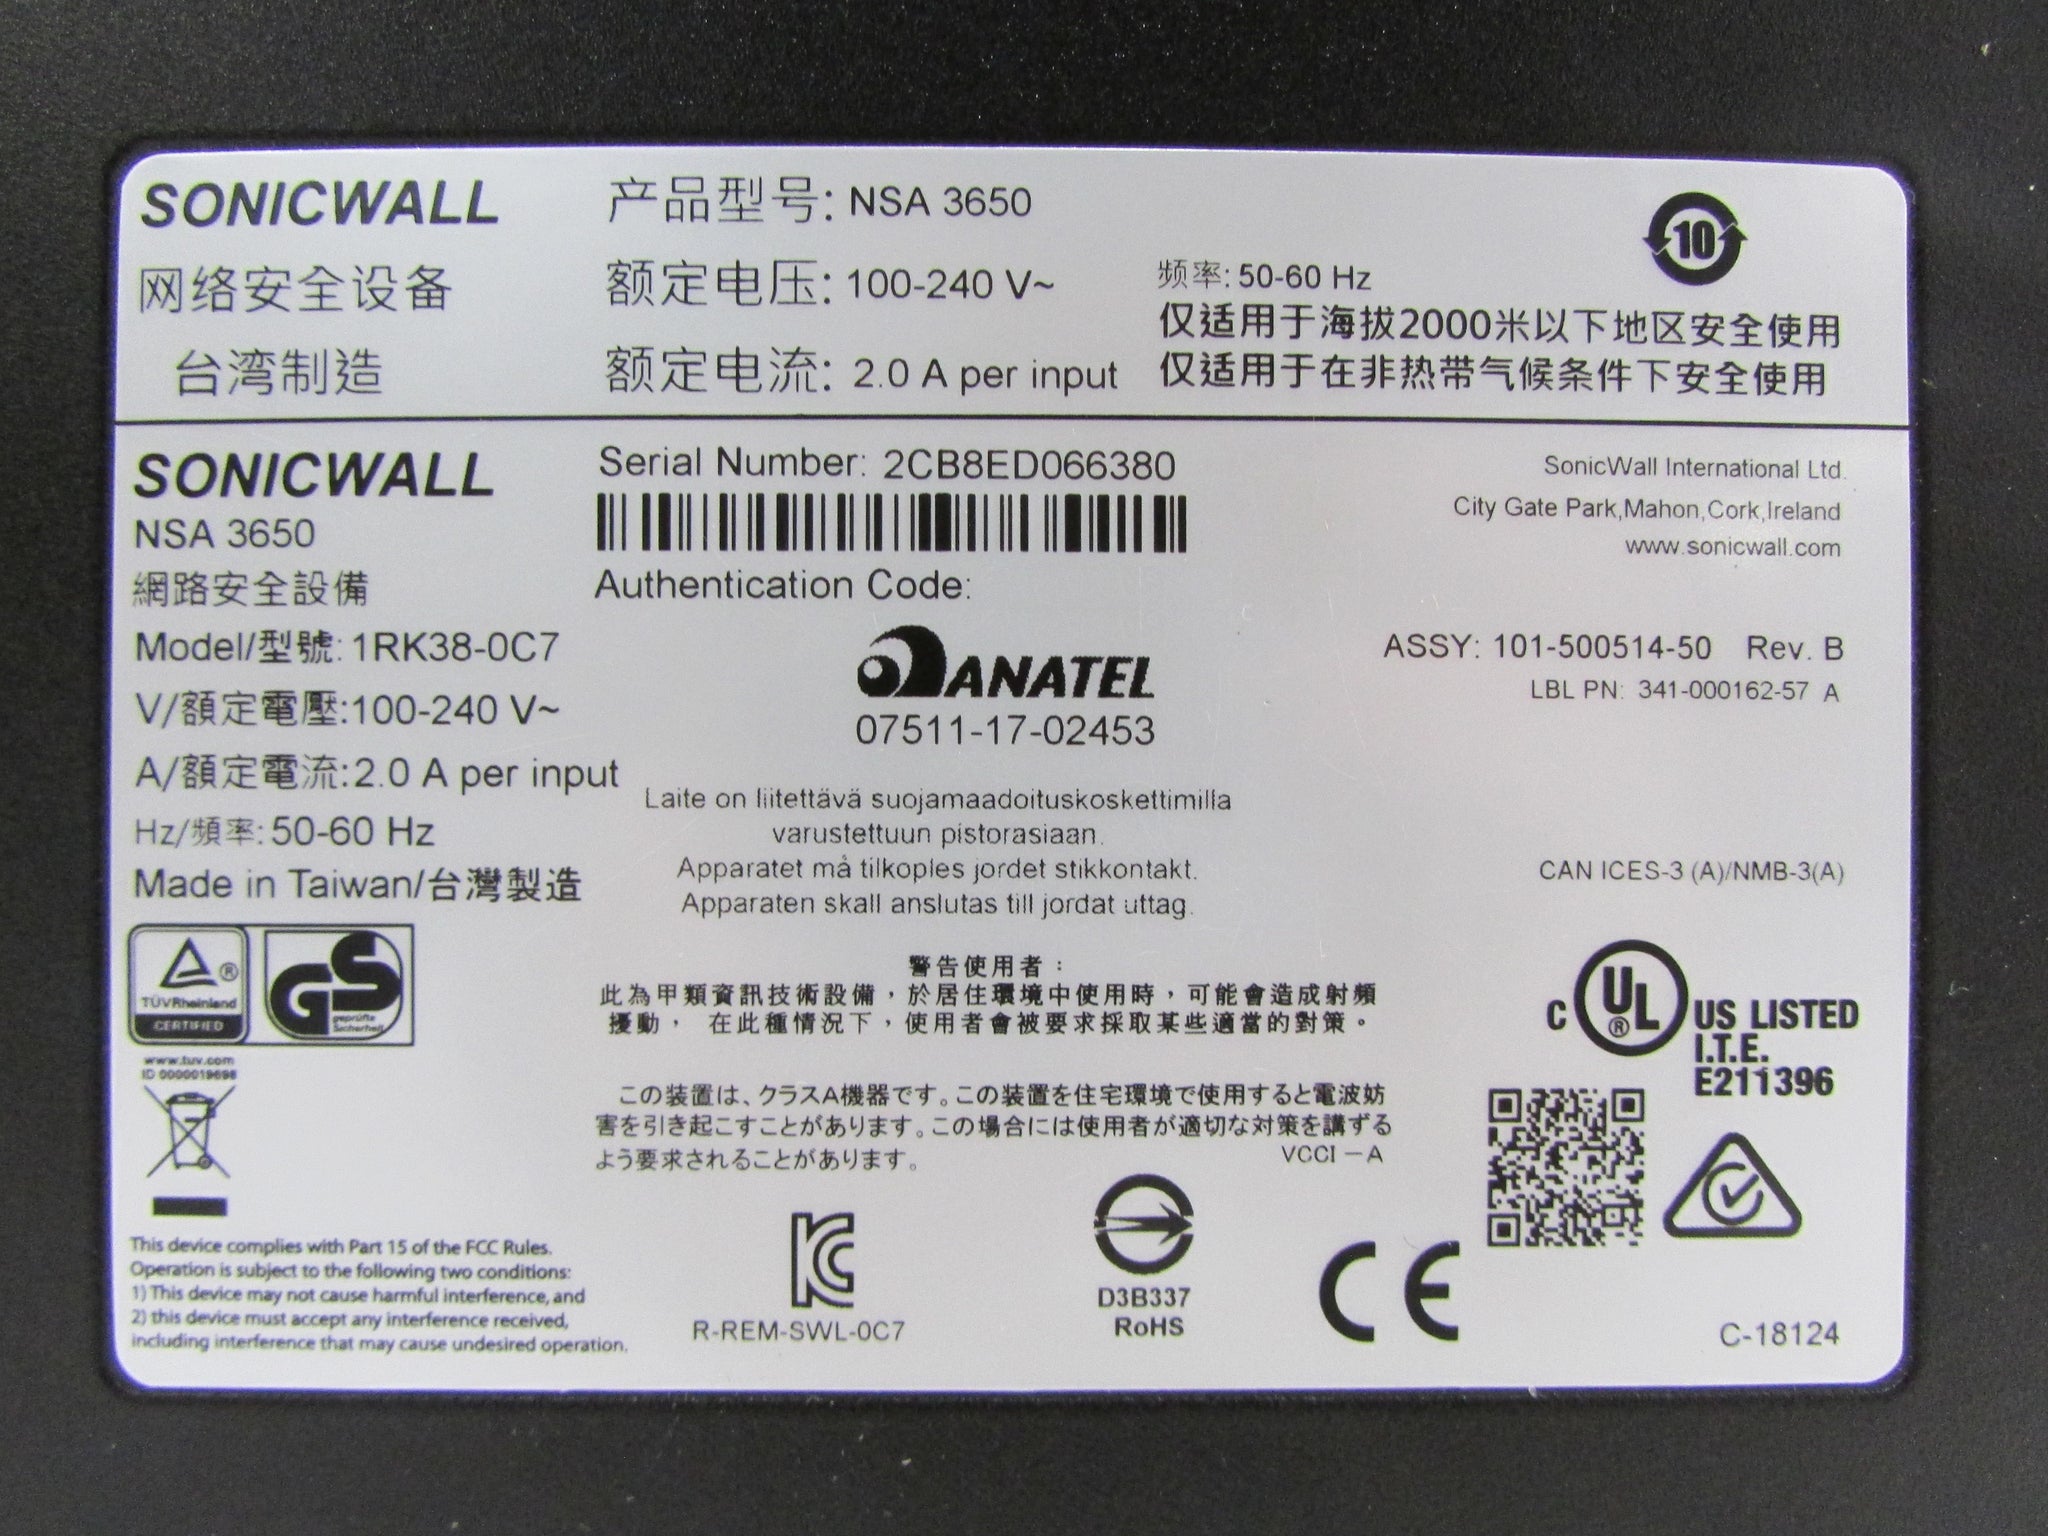 SONICWALL
网络安全设备
台湾制造
产品型号: NSA 3650
额定电压: 100-240 V~
额定电流: 2.0 A per input
频率: 50-60 Hz
仅适用于海拔2000米以下地区安全使用
仅适用于在非热带气候条件下安全使用
10
SONICWALL
NSA 3650
網路安全設備
Model/型號: 1RK38-0C7
V/額定電壓:100-240 V~
A/額定電流:2.0 A per input
Hz/頻率: 50-60 Hz
Made in Taiwan/台灣製造
TÜVRheinland
CERTIFIED
GS
geprüfte
Sicherheit
www.tuv.com
ID 0000019698
This device complies with Part 15 of the FCC Rules.
Operation is subject to the following two conditions:
1) This device may not cause harmful interference, and
2) this device must accept any interference received,
including interference that may cause undesired operation.
Serial Number: 2CB8ED066380
Authentication Code:
ANATEL
07511-17-02453
Laite on liitettävä suojamaadoituskoskettimilla
varustettuun pistorasiaan.
Apparatet må tilkoples jordet stikkontakt.
Apparaten skall anslutas till jordat uttag.
警告使用者：
此為甲類資訊技術設備，於居住環境中使用時，可能會造成射頻
擾動， 在此種情況下，使用者會被要求採取某些適當的對策。
この装置は、クラスA機器です。この装置を住宅環境で使用すると電波妨
害を引き起こすことがあります。この場合には使用者が適切な対策を講ずる
よう要求されることがあります。 VCCI－A
R-REM-SWL-0C7
D3B337
RoHS
CE
SonicWall International Ltd.
City Gate Park,Mahon,Cork,Ireland
www.sonicwall.com
ASSY: 101-500514-50 Rev. B
LBL PN: 341-000162-57 A
CAN ICES-3 (A)/NMB-3(A)
C UL® US LISTED
I.T.E.
E211396
C-18124